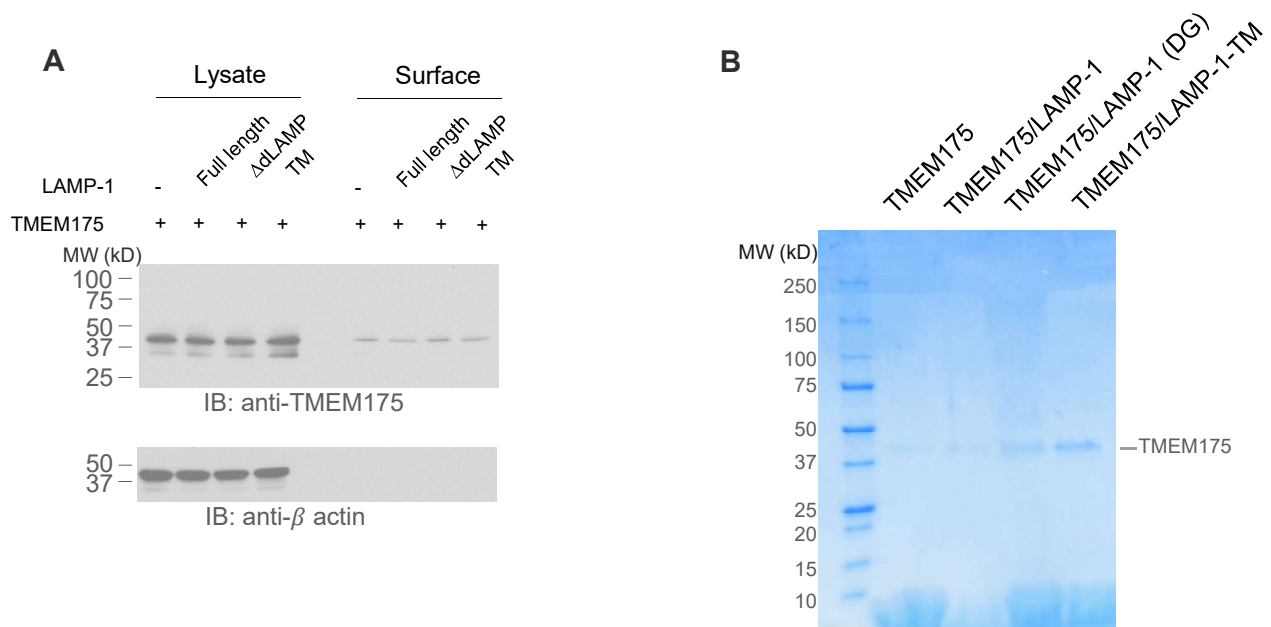 A
Lysate
Surface
LAMP-1 - Full length ΔdLAMP TM - Full length ΔdLAMP TM
TMEM175 + + + + + + + +
MW (kD)
100
75
50
37
25
IB: anti-TMEM175
50
37
IB: anti-β actin
B
TMEM175
TMEM175/LAMP-1
TMEM175/LAMP-1 (DG)
TMEM175/LAMP-1-TM
MW (kD)
250
150
100
75
50
37
25
20
15
10
TMEM175